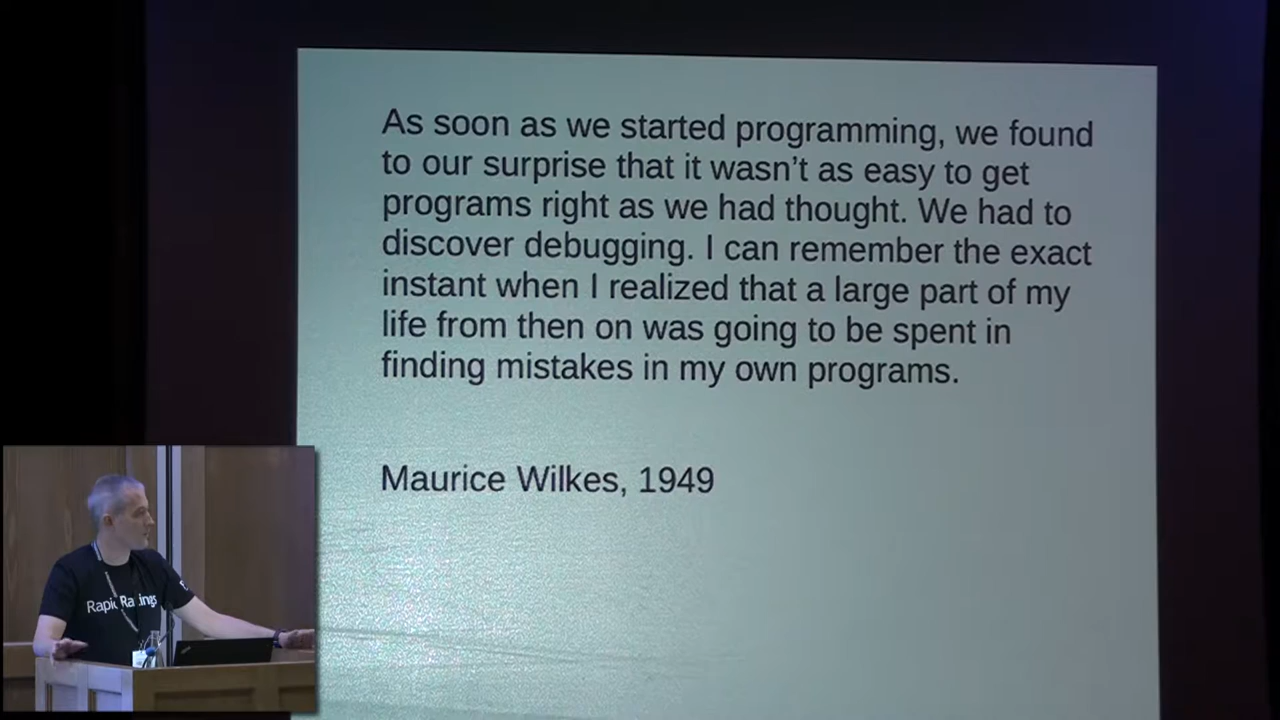 As soon as we started programming, we found
to our surprise that it wasn’t as easy to get
programs right as we had thought. We had to
discover debugging. I can remember the exact
instant when I realized that a large part of my
life from then on was going to be spent in
finding mistakes in my own programs.
Maurice Wilkes, 1949
Rapid Ratings